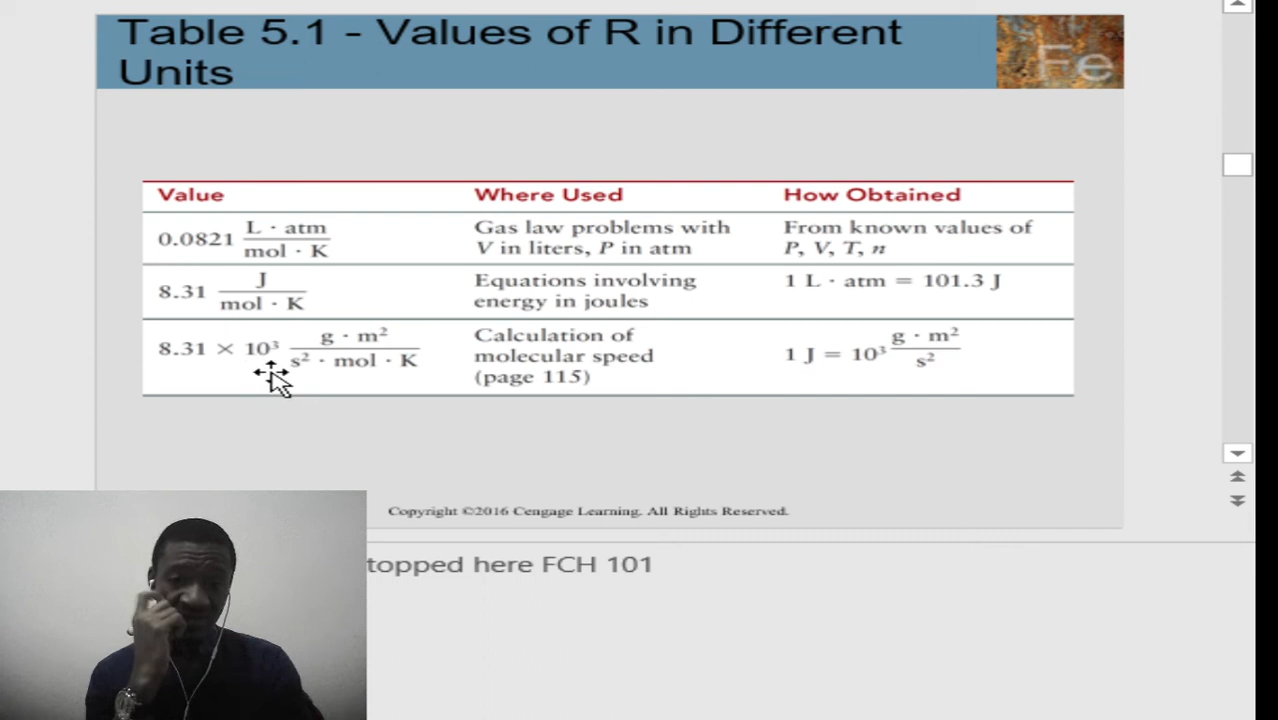 Table 5.1 - Values of R in Different
Units
Fe
Value Where Used How Obtained
0.0821 L · atm / mol · K
Gas law problems with
V in liters, P in atm
From known values of
P, V, T, n
8.31 J / mol · K
Equations involving
energy in joules
1 L · atm = 101.3 J
8.31 × 10³ g · m² / s² · mol · K
Calculation of
molecular speed
(page 115)
1 J = 10³ g · m² / s²
Copyright ©2016 Cengage Learning. All Rights Reserved.
topped here FCH 101